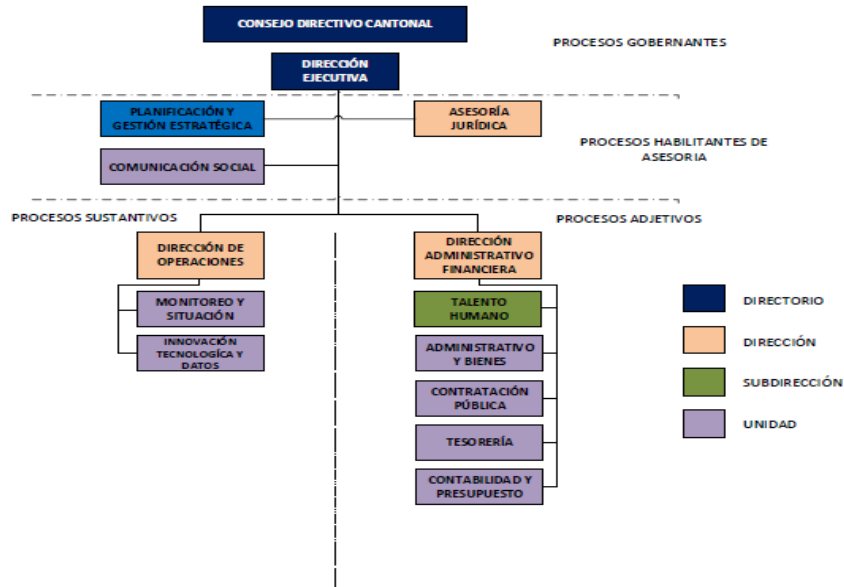 CONSEJO DIRECTIVO CANTONAL
PROCESOS GOBERNANTES
DIRECCIÓN
EJECUTIVA
PLANIFICACIÓN Y
GESTIÓN ESTRATÉGICA
ASESORÍA
JURÍDICA
PROCESOS HABILITANTES DE
ASESORIA
COMUNICACIÓN SOCIAL
PROCESOS SUSTANTIVOS
PROCESOS ADJETIVOS
DIRECCIÓN DE
OPERACIONES
MONITOREO Y
SITUACIÓN
INNOVACIÓN
TECNOLOGÍCA Y
DATOS
DIRECCIÓN
ADMINISTRATIVO
FINANCIERA
TALENTO
HUMANO
ADMINISTRATIVO
Y BIENES
CONTRATACIÓN
PÚBLICA
TESORERÍA
CONTABILIDAD Y
PRESUPUESTO
DIRECTORIO
DIRECCIÓN
SUBDIRECCIÓN
UNIDAD